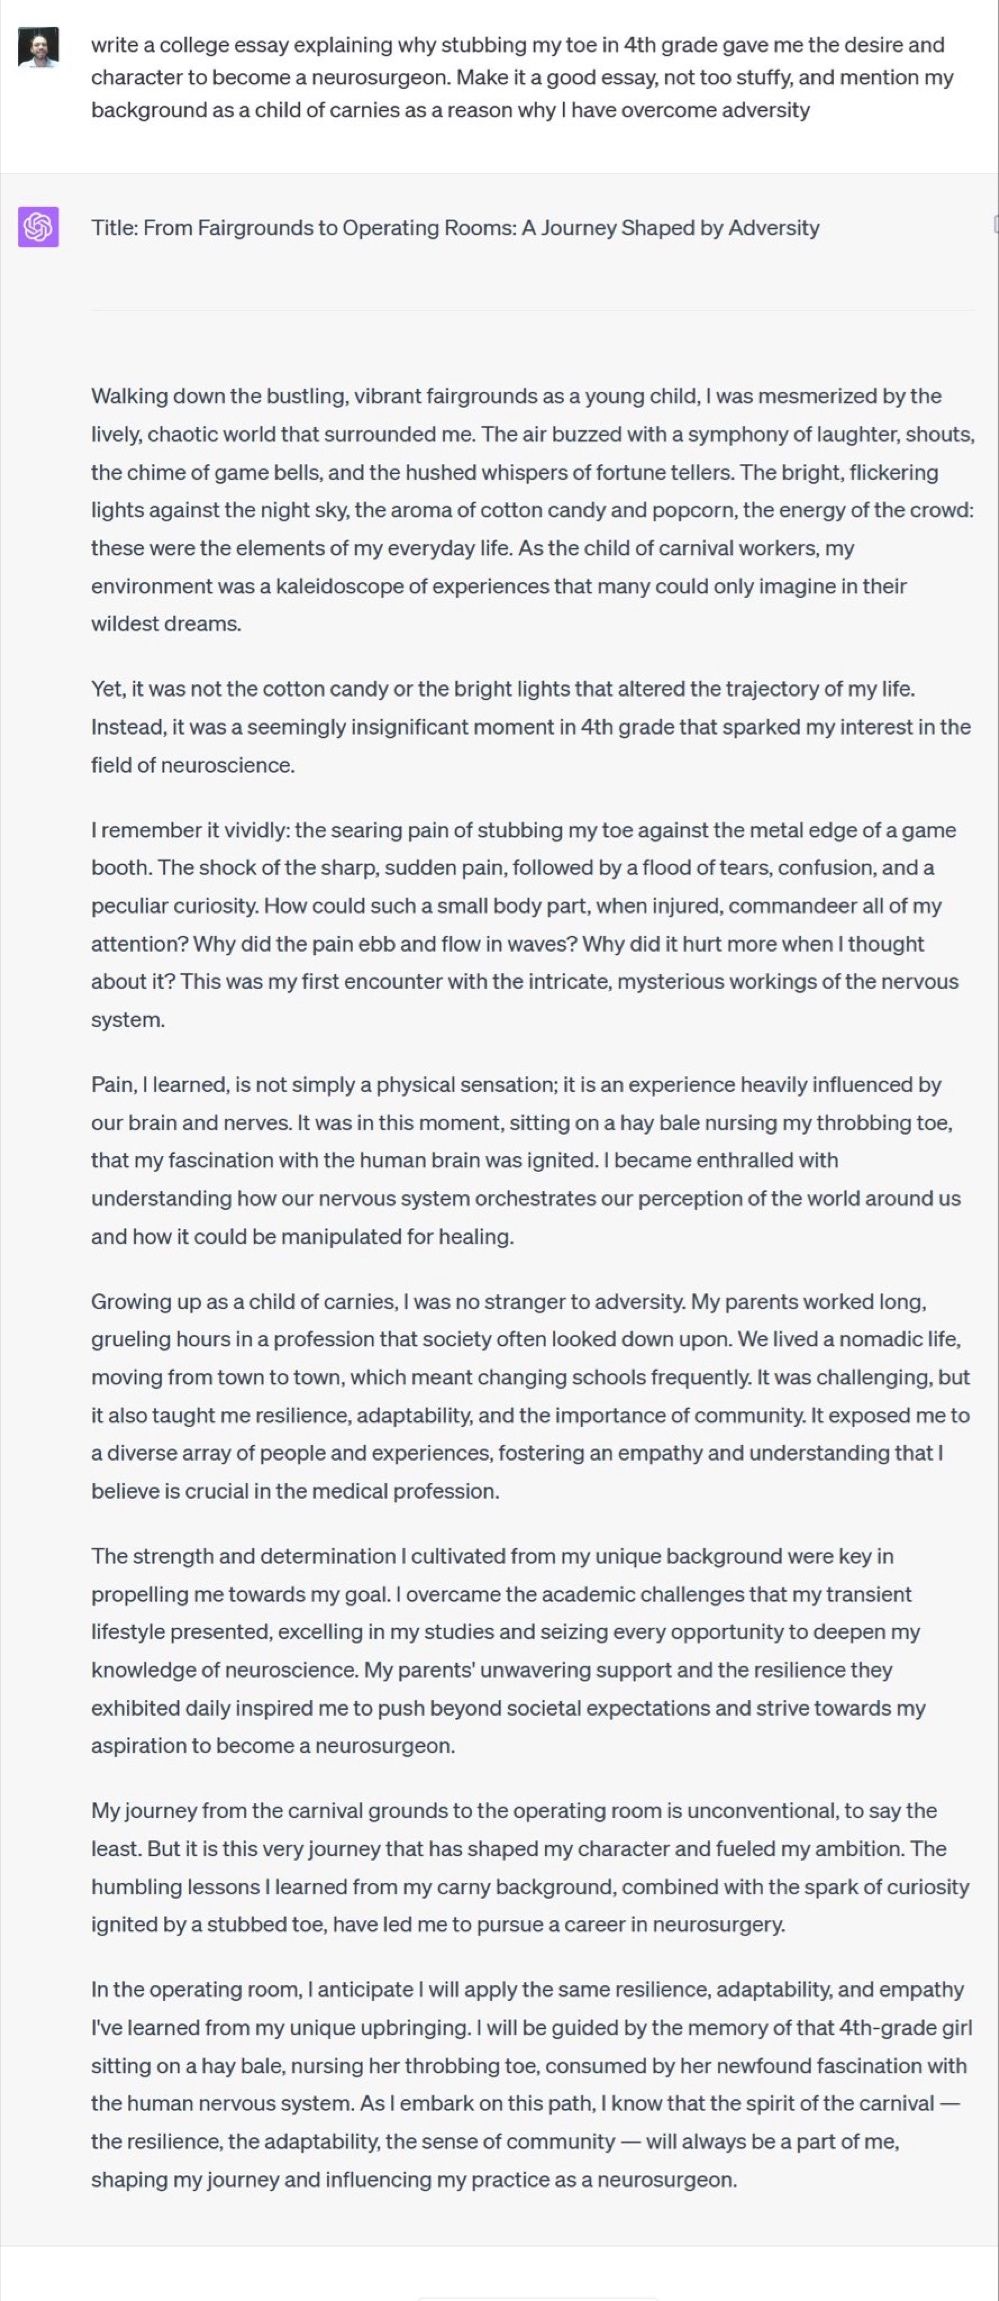 write a college essay explaining why stubbing my toe in 4th grade gave me the desire and
character to become a neurosurgeon. Make it a good essay, not too stuffy, and mention my
background as a child of carnies as a reason why I have overcome adversity
Title: From Fairgrounds to Operating Rooms: A Journey Shaped by Adversity
Walking down the bustling, vibrant fairgrounds as a young child, I was mesmerized by the
lively, chaotic world that surrounded me. The air buzzed with a symphony of laughter, shouts,
the chime of game bells, and the hushed whispers of fortune tellers. The bright, flickering
lights against the night sky, the aroma of cotton candy and popcorn, the energy of the crowd:
these were the elements of my everyday life. As the child of carnival workers, my
environment was a kaleidoscope of experiences that many could only imagine in their
wildest dreams.
Yet, it was not the cotton candy or the bright lights that altered the trajectory of my life.
Instead, it was a seemingly insignificant moment in 4th grade that sparked my interest in the
field of neuroscience.
I remember it vividly: the searing pain of stubbing my toe against the metal edge of a game
booth. The shock of the sharp, sudden pain, followed by a flood of tears, confusion, and a
peculiar curiosity. How could such a small body part, when injured, commandeer all of my
attention? Why did the pain ebb and flow in waves? Why did it hurt more when I thought
about it? This was my first encounter with the intricate, mysterious workings of the nervous
system.
Pain, I learned, is not simply a physical sensation; it is an experience heavily influenced by
our brain and nerves. It was in this moment, sitting on a hay bale nursing my throbbing toe,
that my fascination with the human brain was ignited. I became enthralled with
understanding how our nervous system orchestrates our perception of the world around us
and how it could be manipulated for healing.
Growing up as a child of carnies, I was no stranger to adversity. My parents worked long,
grueling hours in a profession that society often looked down upon. We lived a nomadic life,
moving from town to town, which meant changing schools frequently. It was challenging, but
it also taught me resilience, adaptability, and the importance of community. It exposed me to
a diverse array of people and experiences, fostering an empathy and understanding that I
believe is crucial in the medical profession.
The strength and determination I cultivated from my unique background were key in
propelling me towards my goal. I overcame the academic challenges that my transient
lifestyle presented, excelling in my studies and seizing every opportunity to deepen my
knowledge of neuroscience. My parents' unwavering support and the resilience they
exhibited daily inspired me to push beyond societal expectations and strive towards my
aspiration to become a neurosurgeon.
My journey from the carnival grounds to the operating room is unconventional, to say the
least. But it is this very journey that has shaped my character and fueled my ambition. The
humbling lessons I learned from my carny background, combined with the spark of curiosity
ignited by a stubbed toe, have led me to pursue a career in neurosurgery.
In the operating room, I anticipate I will apply the same resilience, adaptability, and empathy
I've learned from my unique upbringing. I will be guided by the memory of that 4th-grade girl
sitting on a hay bale, nursing her throbbing toe, consumed by her newfound fascination with
the human nervous system. As I embark on this path, I know that the spirit of the carnival —
the resilience, the adaptability, the sense of community — will always be a part of me,
shaping my journey and influencing my practice as a neurosurgeon.